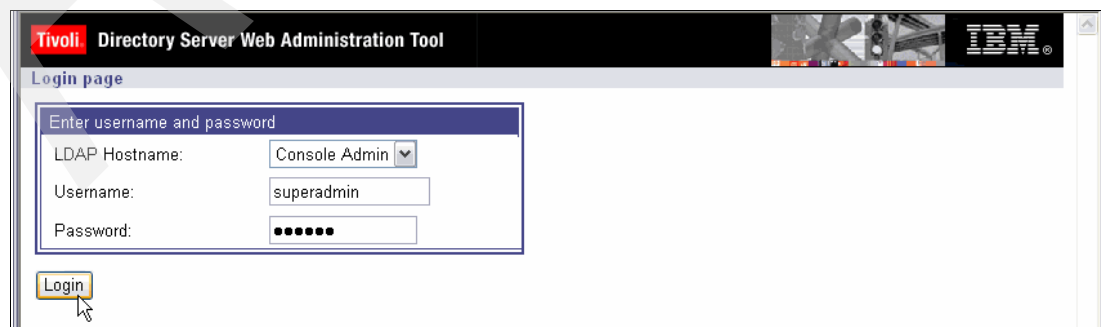 Tivoli. Directory Server Web Administration Tool IBM®
Login page
Enter username and password
LDAP Hostname: Console Admin
Username: superadmin
Password: ●●●●●●
Login